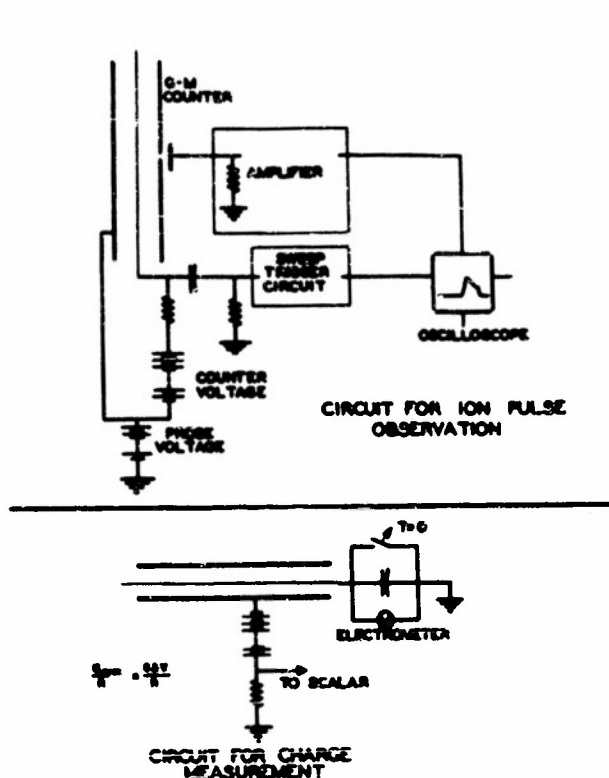 G-M
COUNTER
AMPLIFIER
SWEEP
TRIGGER
CIRCUIT
OSCILLOSCOPE
COUNTER
VOLTAGE
PROBE
VOLTAGE
CIRCUIT FOR ION PULSE
OBSERVATION
ELECTROMETER
TO SCALAR
CIRCUIT FOR CHARGE
MEASUREMENT